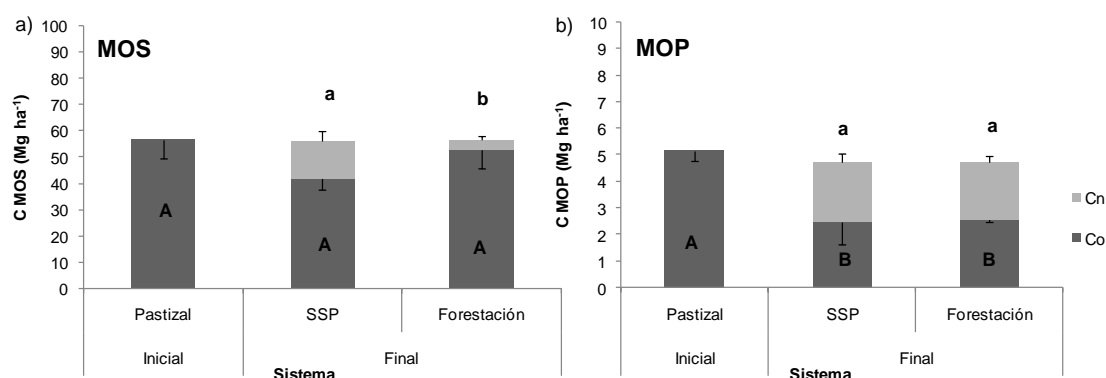 a)
MOS
C MOS (Mg ha⁻¹)
100
90
80
70
60
50
40
30
20
10
0
a
b
A
A
A
Pastizal
SSP
Forestación
Inicial
Final
Sistema
b)
MOP
C MOP (Mg ha⁻¹)
10
9
8
7
6
5
4
3
2
1
0
a
a
A
B
B
Pastizal
SSP
Forestación
Inicial
Final
Sistema
Cn
Co